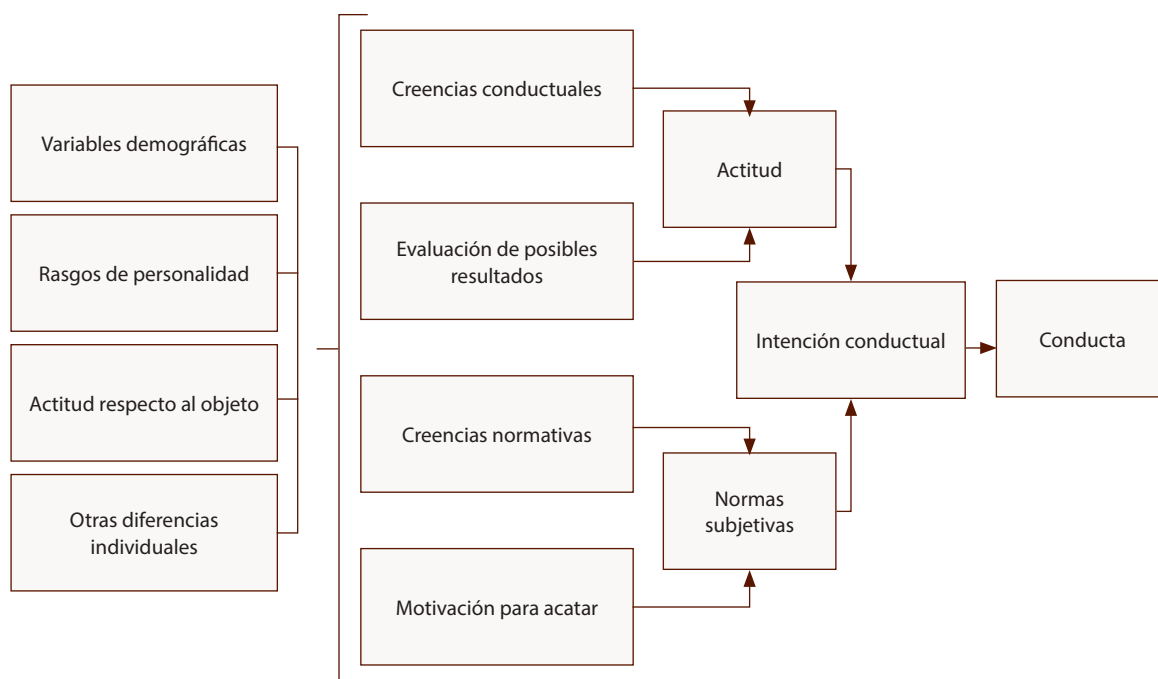 Variables demográficas
Rasgos de personalidad
Actitud respecto al objeto
Otras diferencias
individuales
Creencias conductuales
Evaluación de posibles
resultados
Creencias normativas
Motivación para acatar
Actitud
Normas
subjetivas
Intención conductual
Conducta